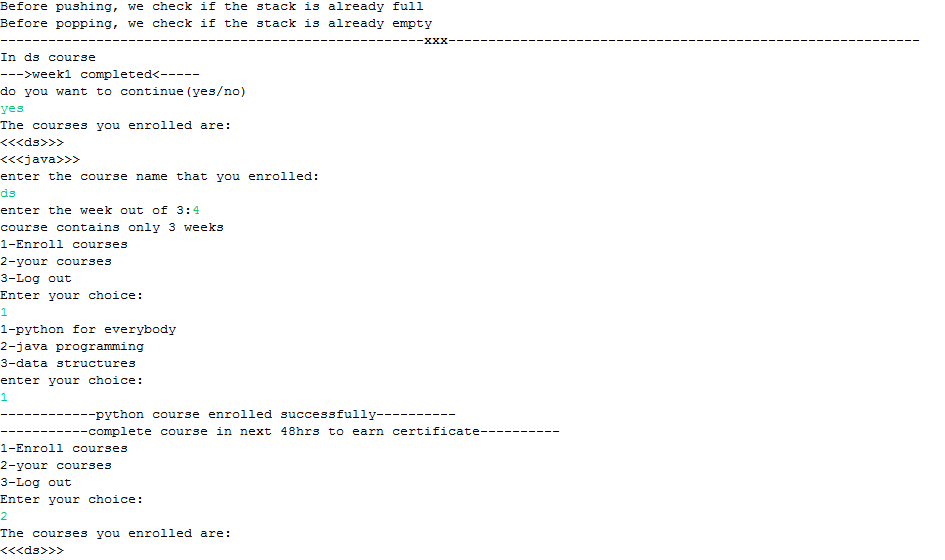 Before pushing, we check if the stack is already full
Before popping, we check if the stack is already empty
-----------------------------------------------------xxx-----------------------------------------------------------
In ds course
--->week1 completed<-----
do you want to continue(yes/no)
yes
The courses you enrolled are:
<<<ds>>>
<<<java>>>
enter the course name that you enrolled:
ds
enter the week out of 3:4
course contains only 3 weeks
1-Enroll courses
2-your courses
3-Log out
Enter your choice:
1
1-python for everybody
2-java programming
3-data structures
enter your choice:
1
------------python course enrolled successfully----------
-----------complete course in next 48hrs to earn certificate----------
1-Enroll courses
2-your courses
3-Log out
Enter your choice:
2
The courses you enrolled are:
<<<ds>>>